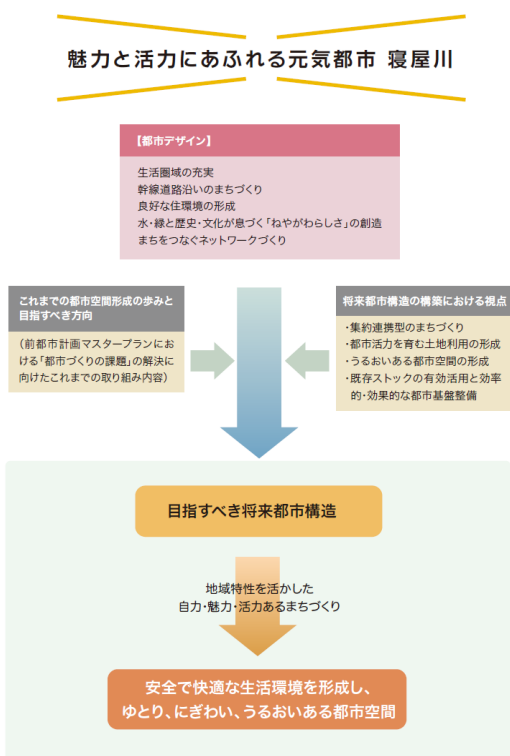 魅力と活力にあふれる元気都市 寝屋川
【都市デザイン】
生活圏域の充実
幹線道路沿いのまちづくり
良好な住環境の形成
水・緑と歴史・文化が息づく「ねやがわらしさ」の創造
まちをつなぐネットワークづくり
これまでの都市空間形成の歩みと
目指すべき方向
（前都市計画マスタープランにお
ける「都市づくりの課題」の解決に
向けたこれまでの取り組み内容）
将来都市構造の構築における視点
・集約連携型のまちづくり
・都市活力を育む土地利用の形成
・うるおいある都市空間の形成
・既存ストックの有効活用と効率
的・効果的な都市基盤整備
目指すべき将来都市構造
地域特性を活かした
自力・魅力・活力あるまちづくり
安全で快適な生活環境を形成し、
ゆとり、にぎわい、うるおいある都市空間